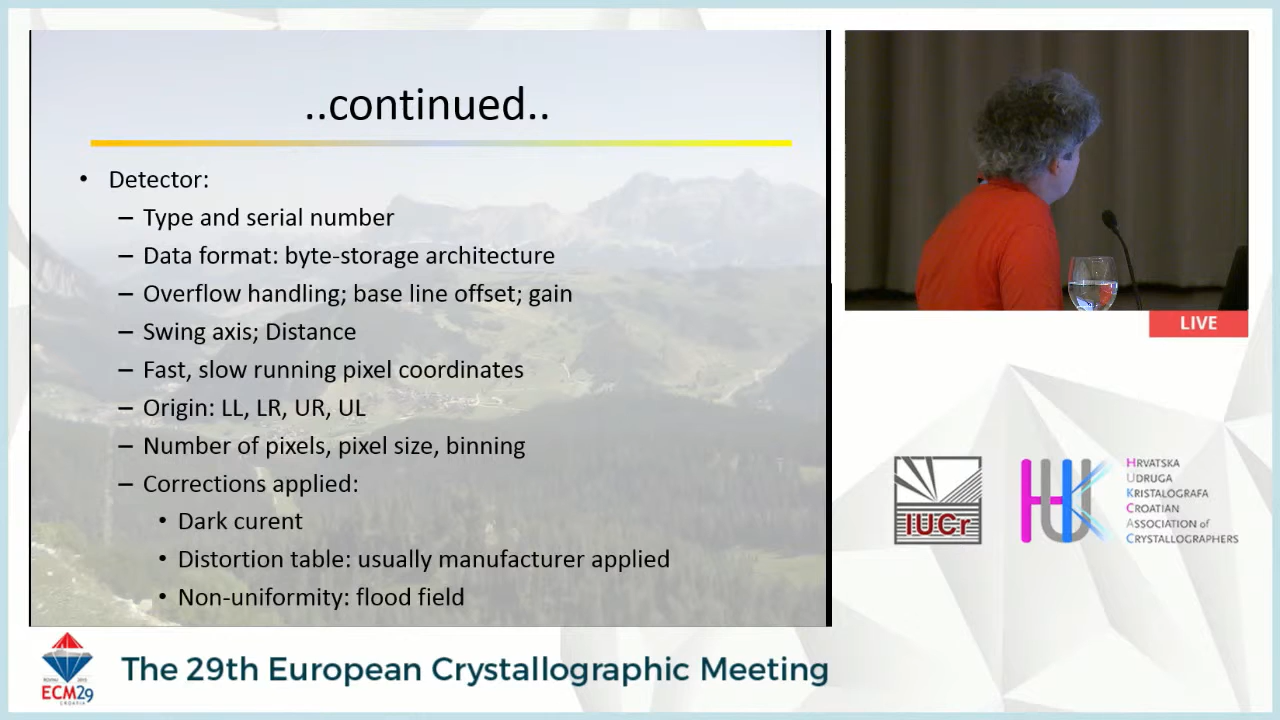 ..continued..
• Detector:
– Type and serial number
– Data format: byte-storage architecture
– Overflow handling; base line offset; gain
– Swing axis; Distance
– Fast, slow running pixel coordinates
– Origin: LL, LR, UR, UL
– Number of pixels, pixel size, binning
– Corrections applied:
• Dark curent
• Distortion table: usually manufacturer applied
• Non-uniformity: flood field
LIVE
IUCr
HUK
HRVATSKA
UDRUGA
KRISTALOGRAFA
CROATIAN
ASSOCIATION of
CRYSTALLOGRAPHERS
ECM29
CROATIA
The 29th European Crystallographic Meeting